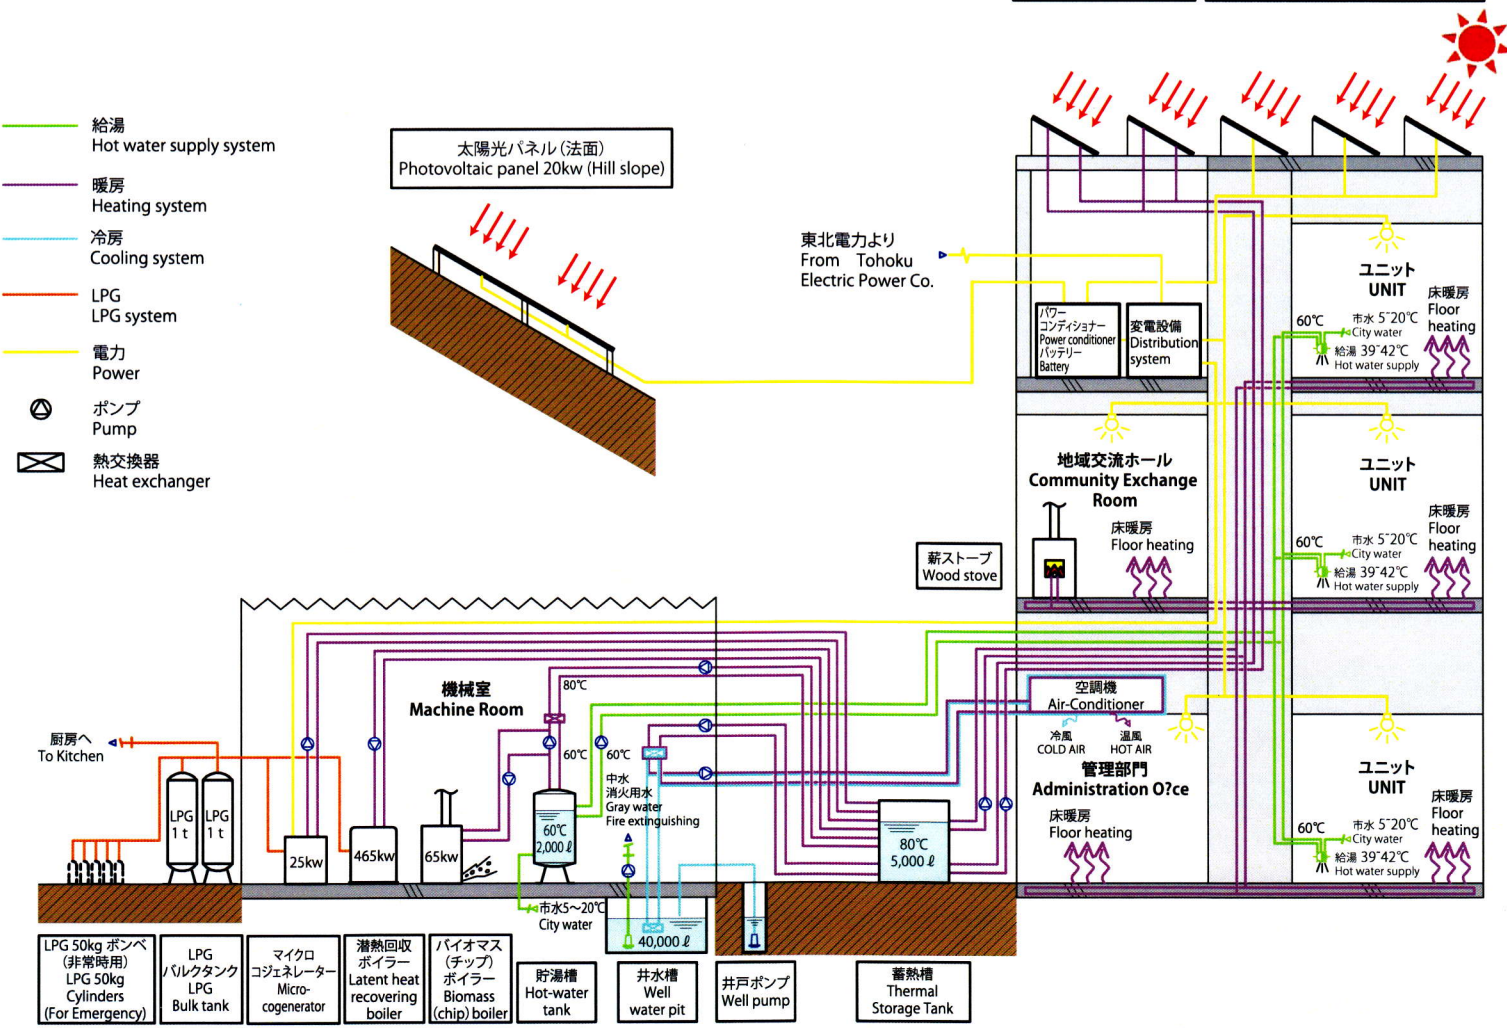 給湯
Hot water supply system
暖房
Heating system
冷房
Cooling system
LPG
LPG system
電力
Power
ポンプ
Pump
熱交換器
Heat exchanger
太陽光パネル（法面）
Photovoltaic panel 20kw (Hill slope)
東北電力より
From Tohoku
Electric Power Co.
パワー
コンディショナー
Power conditioner
バッテリー
Battery
変電設備
Distribution
system
ユニット
UNIT
床暖房
Floor
heating
60℃
市水 5~20℃
City water
給湯 39~42℃
Hot water supply
地域交流ホール
Community Exchange
Room
床暖房
Floor heating
薪ストーブ
Wood stove
ユニット
UNIT
床暖房
Floor
heating
60℃
市水 5~20℃
City water
給湯 39~42℃
Hot water supply
空調機
Air-Conditioner
冷風
COLD AIR
温風
HOT AIR
管理部門
Administration O?ce
床暖房
Floor heating
ユニット
UNIT
床暖房
Floor
heating
60℃
市水 5~20℃
City water
給湯 39~42℃
Hot water supply
機械室
Machine Room
80℃
60℃
60℃
中水
消火用水
Gray water
Fire extinguishing
厨房へ
To Kitchen
LPG
1 t
LPG
1 t
25kw
465kw
65kw
60℃
2,000 ℓ
80℃
5,000 ℓ
市水5～20℃
City water
40,000 ℓ
LPG 50kg ボンベ
（非常時用）
LPG 50kg
Cylinders
(For Emergency)
LPG
バルクタンク
LPG
Bulk tank
マイクロ
コジェネレーター
Micro-
cogenerator
潜熱回収
ボイラー
Latent heat
recovering
boiler
バイオマス
（チップ）
ボイラー
Biomass
(chip) boiler
貯湯槽
Hot-water
tank
井水槽
Well
water pit
井戸ポンプ
Well pump
蓄熱槽
Thermal
Storage Tank